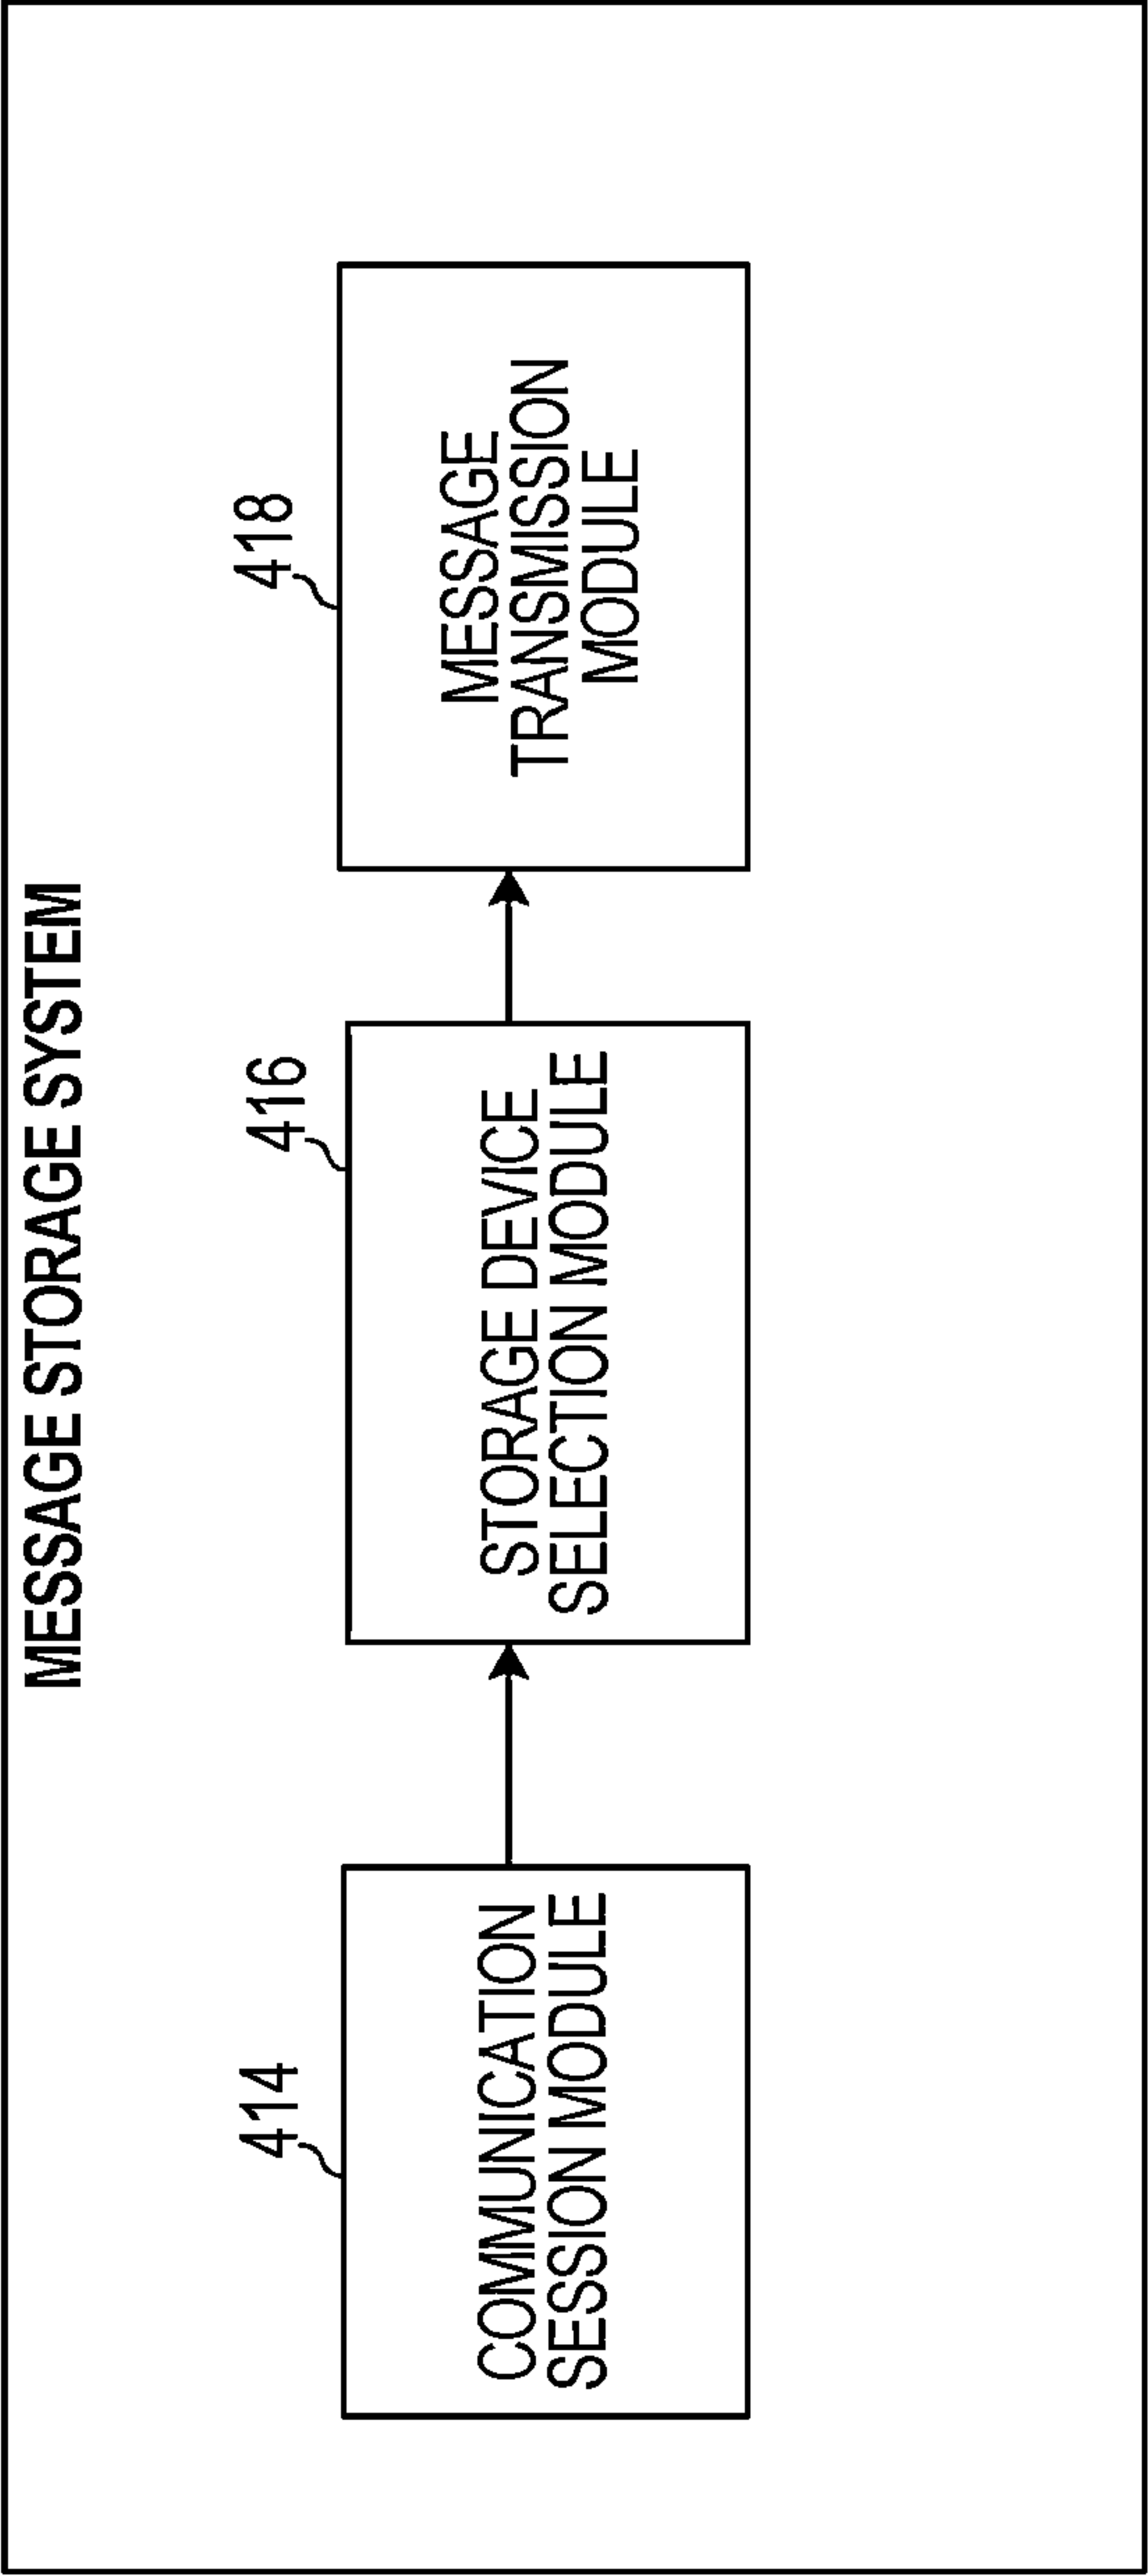 MESSAGE STORAGE SYSTEM
414
COMMUNICATION
SESSION MODULE
416
STORAGE DEVICE
SELECTION MODULE
418
MESSAGE
TRANSMISSION
MODULE